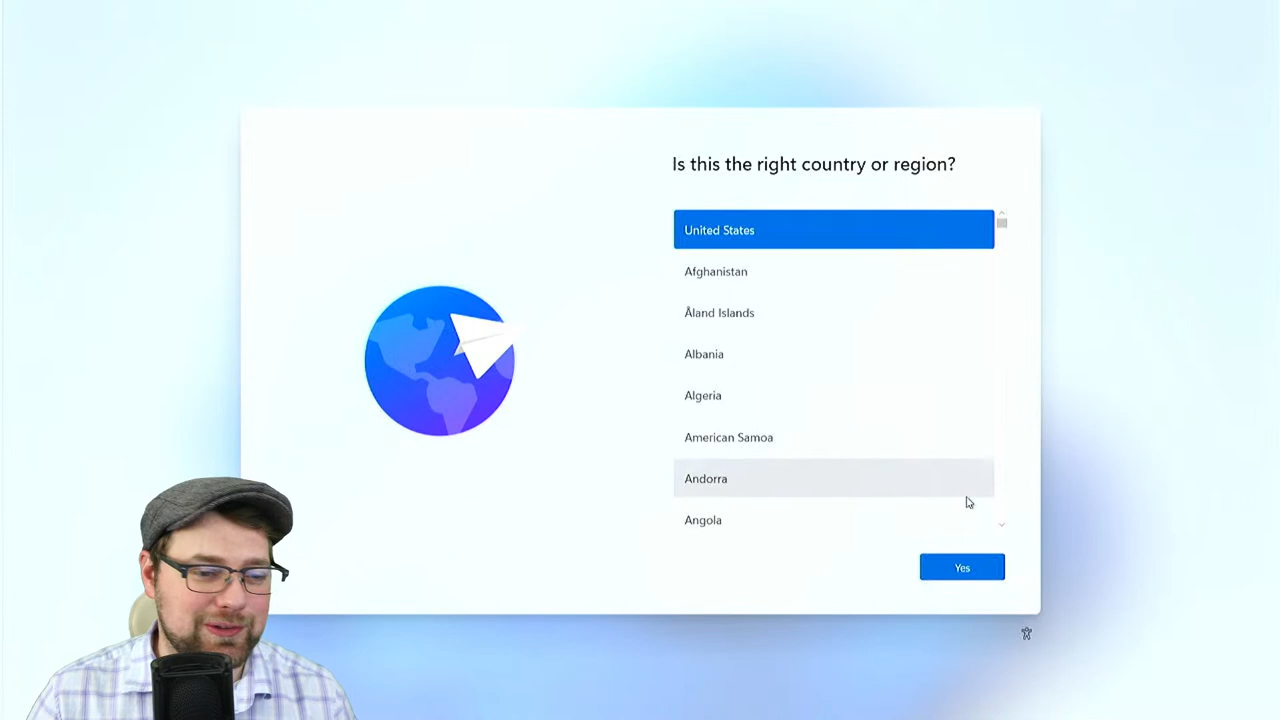 Is this the right country or region?
United States
Afghanistan
Åland Islands
Albania
Algeria
American Samoa
Andorra
Angola
Yes